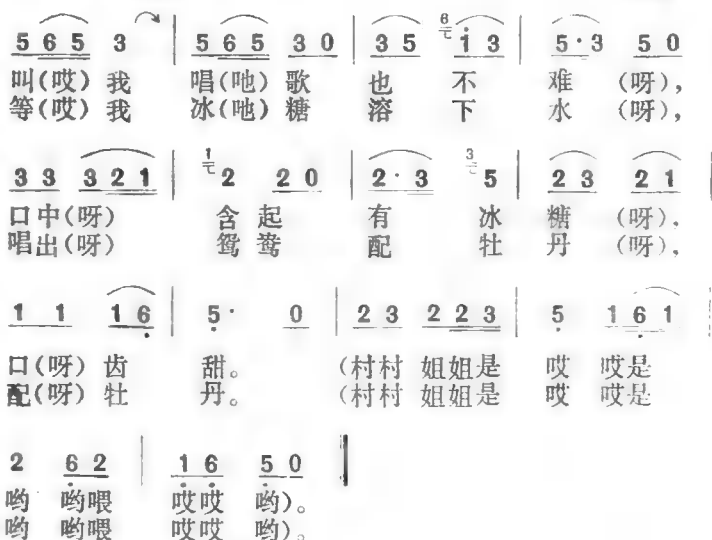 5 6 5 3 | 5 6 5 3 0 | 3 5 6 i 3 | 5·3 5 0
叫(哎)我 唱(吔)歌 也 不 难 (呀),
等(哎)我 冰(吔)糖 溶 下 水 (呀),
3 3 3 2 1 | 1 2 2 0 | 2·3 3 5 | 2 3 2 1
口中(呀) 含起 有 冰 糖 (呀),
唱出(呀) 鸳鸯 配 牡 丹 (呀),
1 1 1 6 | 5· 0 | 2 3 2 2 3 | 5 1 6 1
口(呀)齿 甜。 (村村 姐姐是 哎 哎是
配(呀)牡 丹。 (村村 姐姐是 哎 哎是
2 6 2 | 1 6 5 0
哟 哟喂 哎哎 哟)。
哟 哟喂 哎哎 哟)。